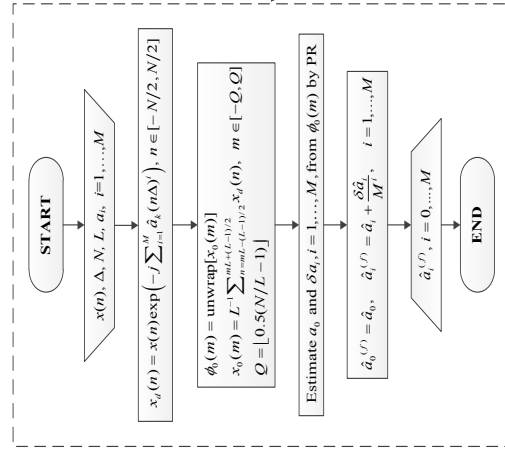 START
x(n), Δ, N, L, a_i, i=1,…,M
x_d(n) = x(n)exp(−j∑_{i=1}^{M} â_k(nΔ)^i), n∈[−N/2, N/2]
ϕ_0(m) = unwrap[x_0(m)]
x_0(m) = L^{−1}∑_{n=mL−(L−1)/2}^{mL+(L−1)/2} x_d(n), m∈[−Q,Q]
Q = ⌊0.5(N/L−1)⌋
Estimate a_0 and δa_i, i=1,…,M, from ϕ_0(m) by PR
â_0^{(f)} = â_0, â_i^{(f)} = â_i + δâ_i/M^i, i=1,…,M
â_i^{(f)}, i=0,…,M
END